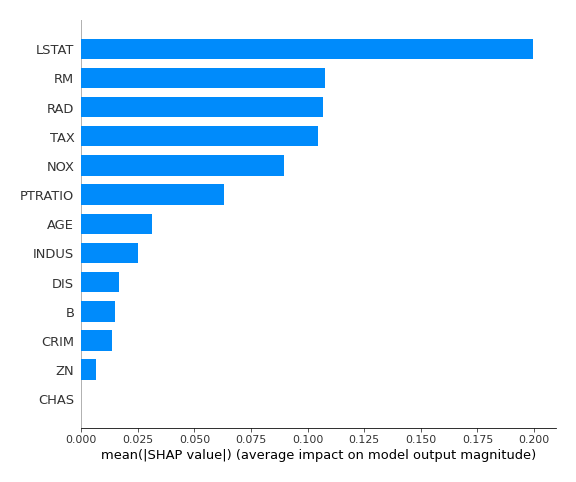 LSTAT
RM
RAD
TAX
NOX
PTRATIO
AGE
INDUS
DIS
B
CRIM
ZN
CHAS
0.000 0.025 0.050 0.075 0.100 0.125 0.150 0.175 0.200
mean(|SHAP value|) (average impact on model output magnitude)